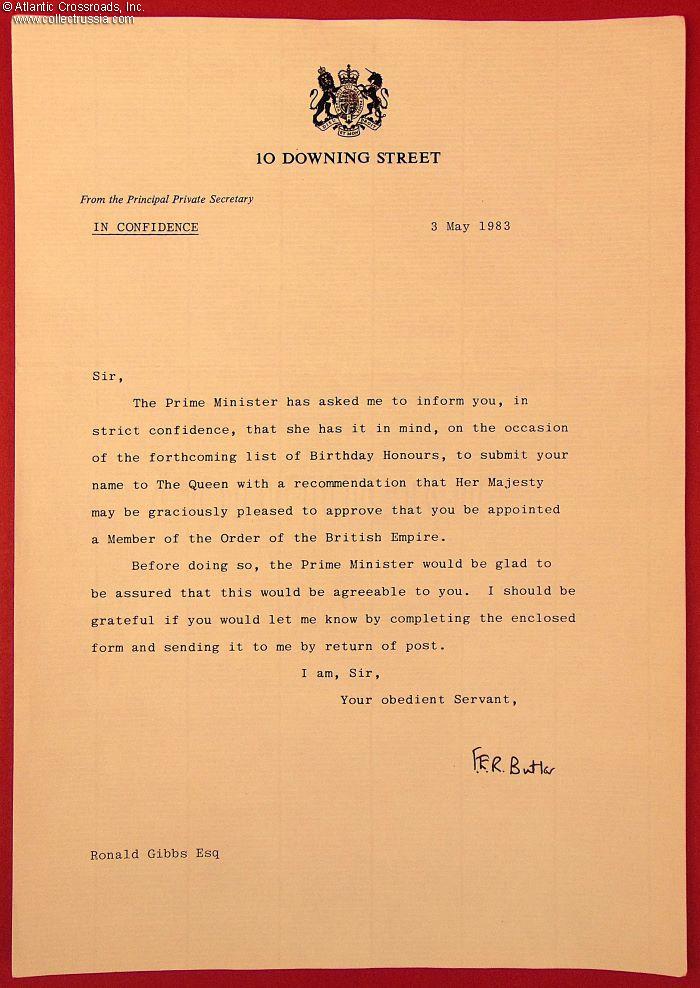 © Atlantic Crossroads, Inc.
www.collectrussia.com
10 DOWNING STREET
From the Principal Private Secretary
IN CONFIDENCE 3 May 1983
Sir,
The Prime Minister has asked me to inform you, in
strict confidence, that she has it in mind, on the occasion
of the forthcoming list of Birthday Honours, to submit your
name to The Queen with a recommendation that Her Majesty
may be graciously pleased to approve that you be appointed
a Member of the Order of the British Empire.
Before doing so, the Prime Minister would be glad to
be assured that this would be agreeable to you. I should be
grateful if you would let me know by completing the enclosed
form and sending it to me by return of post.
I am, Sir,
Your obedient Servant,
F.E.R. Butler
Ronald Gibbs Esq